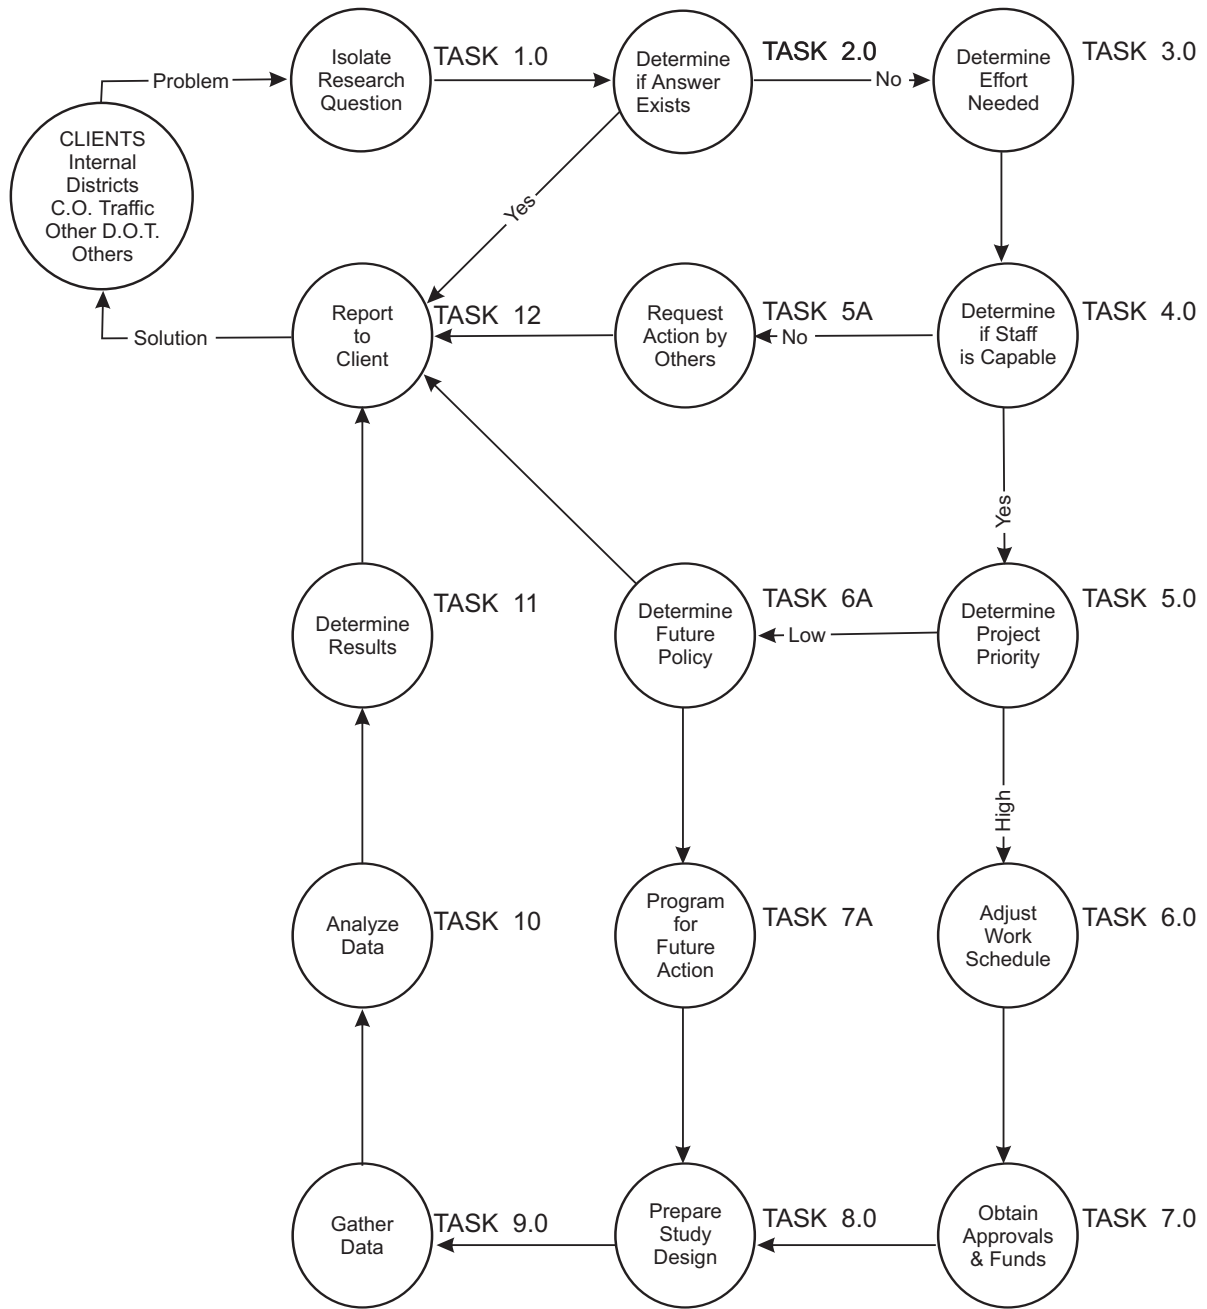 Isolate
Research
Question
TASK 1.0
Determine
if Answer
Exists
TASK 2.0
No
Determine
Effort
Needed
TASK 3.0
Problem
CLIENTS
Internal
Districts
C.O. Traffic
Other D.O.T.
Others
Yes
Solution
Report
to
Client
TASK 12
Request
Action by
Others
TASK 5A
No
Determine
if Staff
is Capable
TASK 4.0
Yes
Determine
Results
TASK 11
Determine
Future
Policy
TASK 6A
Low
Determine
Project
Priority
TASK 5.0
High
Analyze
Data
TASK 10
Program
for
Future
Action
TASK 7A
Adjust
Work
Schedule
TASK 6.0
Gather
Data
TASK 9.0
Prepare
Study
Design
TASK 8.0
Obtain
Approvals
& Funds
TASK 7.0